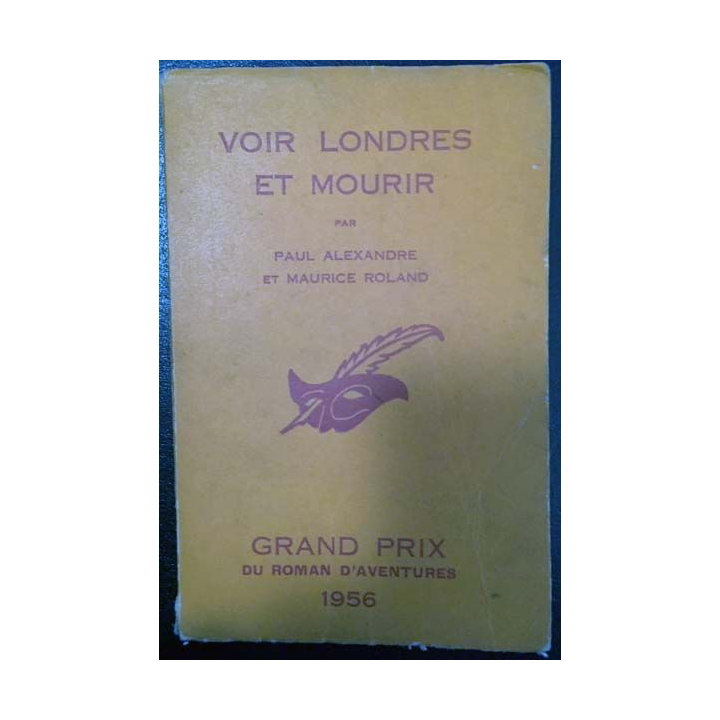 VOIR LONDRES
ET MOURIR
PAR
PAUL ALEXANDRE
ET MAURICE ROLAND
GRAND PRIX
DU ROMAN D'AVENTURES
1956